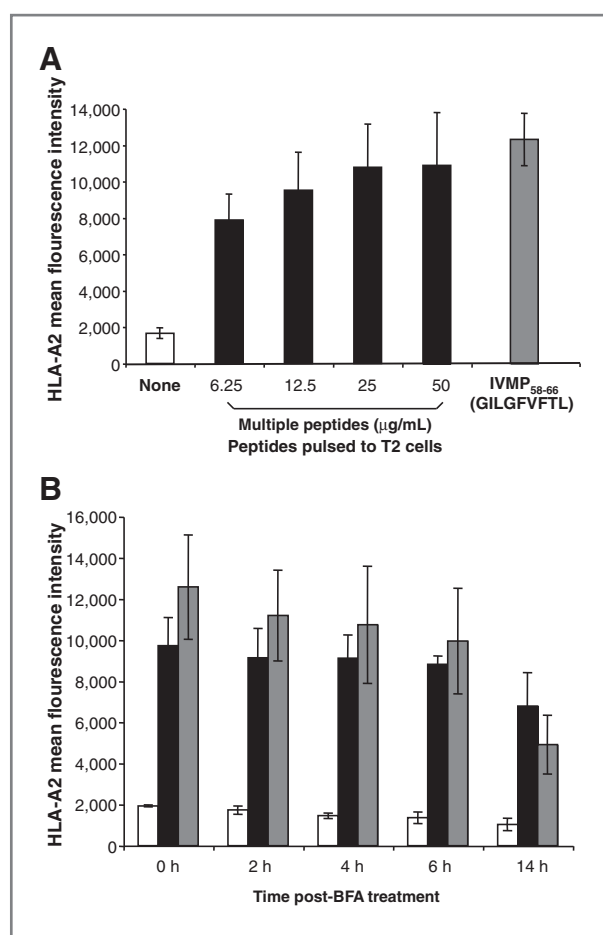 A
HLA-A2 mean flourescence intensity
14,000
12,000
10,000
8,000
6,000
4,000
2,000
0
None
6.25 12.5 25 50
IVMP58-66
(GILGFVFTL)
Multiple peptides (μg/mL)
Peptides pulsed to T2 cells
B
HLA-A2 mean flourescence intensity
16,000
14,000
12,000
10,000
8,000
6,000
4,000
2,000
0
0 h 2 h 4 h 6 h 14 h
Time post-BFA treatment